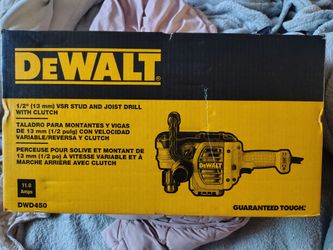 DEWALT®
1/2" (13 mm) VSR STUD AND JOIST DRILL
WITH CLUTCH
TALADRO PARA MONTANTES Y VIGAS
DE 13 mm (1/2 pulg) CON VELOCIDAD
VARIABLE/REVERSA Y CLUTCH
PERCEUSE POUR SOLIVE ET MONTANT DE
13 mm (1/2 po) À VITESSE VARIABLE ET À
MARCHE ARRIÈRE AVEC CLUTCH
11.0
Amps
DWD450
DEWALT
GUARANTEED TOUGH.®